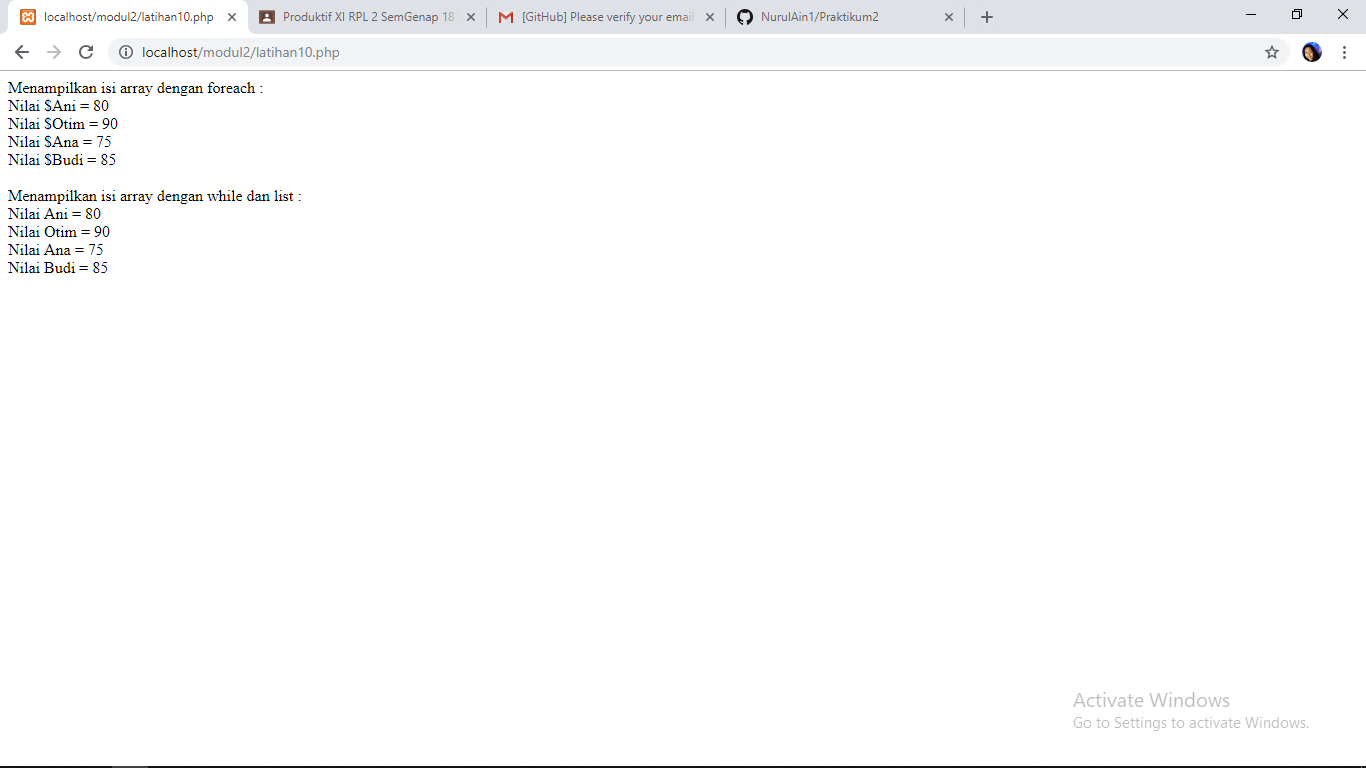 localhost/modul2/latihan10.php
Produktif XI RPL 2 SemGenap 18
[GitHub] Please verify your email
NurulAin1/Praktikum2
localhost/modul2/latihan10.php
Menampilkan isi array dengan foreach :
Nilai $Ani = 80
Nilai $Otim = 90
Nilai $Ana = 75
Nilai $Budi = 85
Menampilkan isi array dengan while dan list :
Nilai Ani = 80
Nilai Otim = 90
Nilai Ana = 75
Nilai Budi = 85
Activate Windows
Go to Settings to activate Windows.